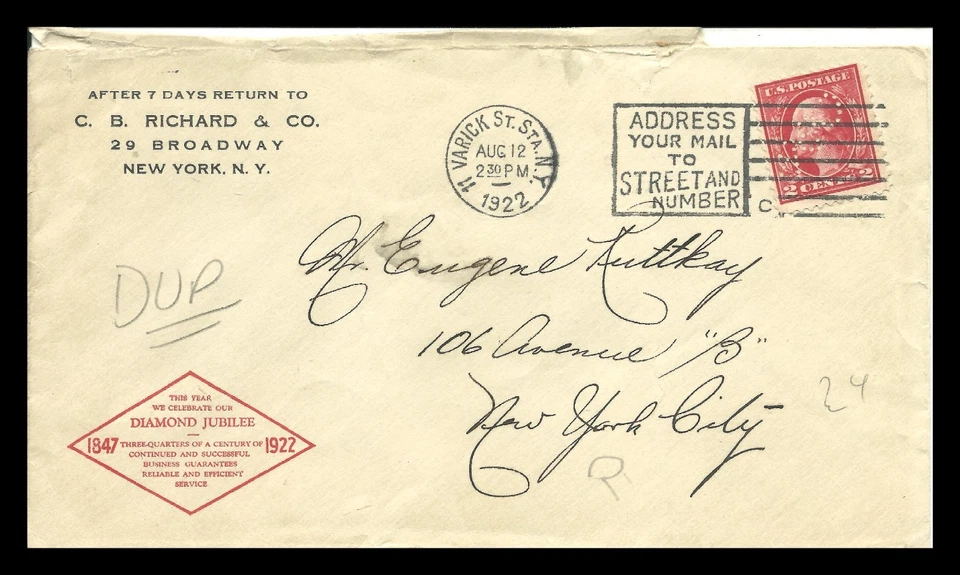 AFTER 7 DAYS RETURN TO
C. B. RICHARD & CO.
29 BROADWAY
NEW YORK, N. Y.
11 VARICK ST. STA. N.Y.
AUG 12
2 30 PM
1922
ADDRESS
YOUR MAIL
TO
STREET AND
NUMBER
C
U.S. POSTAGE
2 CENTS 2
Mr. Eugene Ruttkay
106 Avenue "B"
New York City
DUP
24
R
THIS YEAR
WE CELEBRATE OUR
DIAMOND JUBILEE
1847 THREE-QUARTERS OF A CENTURY OF 1922
CONTINUED AND SUCCESSFUL
BUSINESS GUARANTEES
RELIABLE AND EFFICIENT
SERVICE